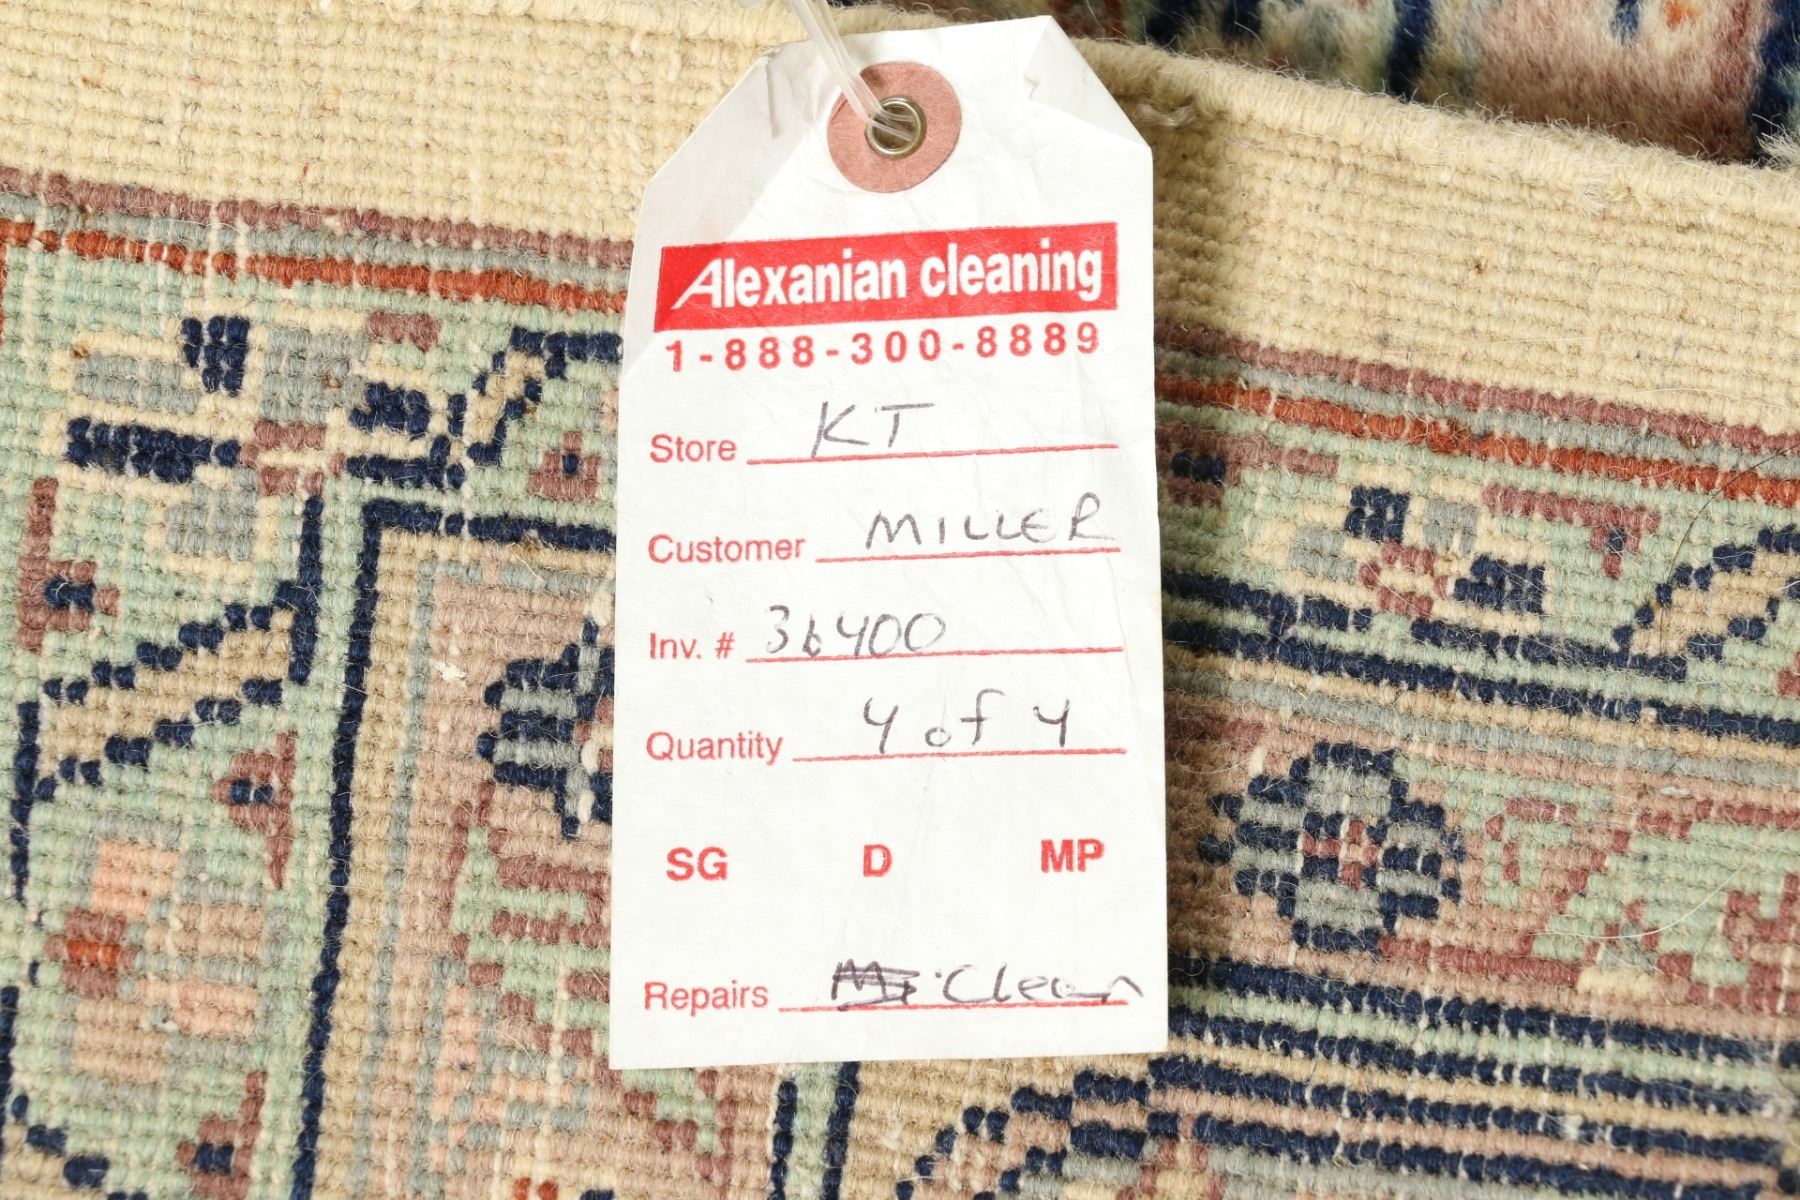 Alexanian cleaning
1-888-300-8889
Store KT
Customer MILLER
Inv. # 36400
Quantity 4 of 4
SG D MP
Repairs Clean